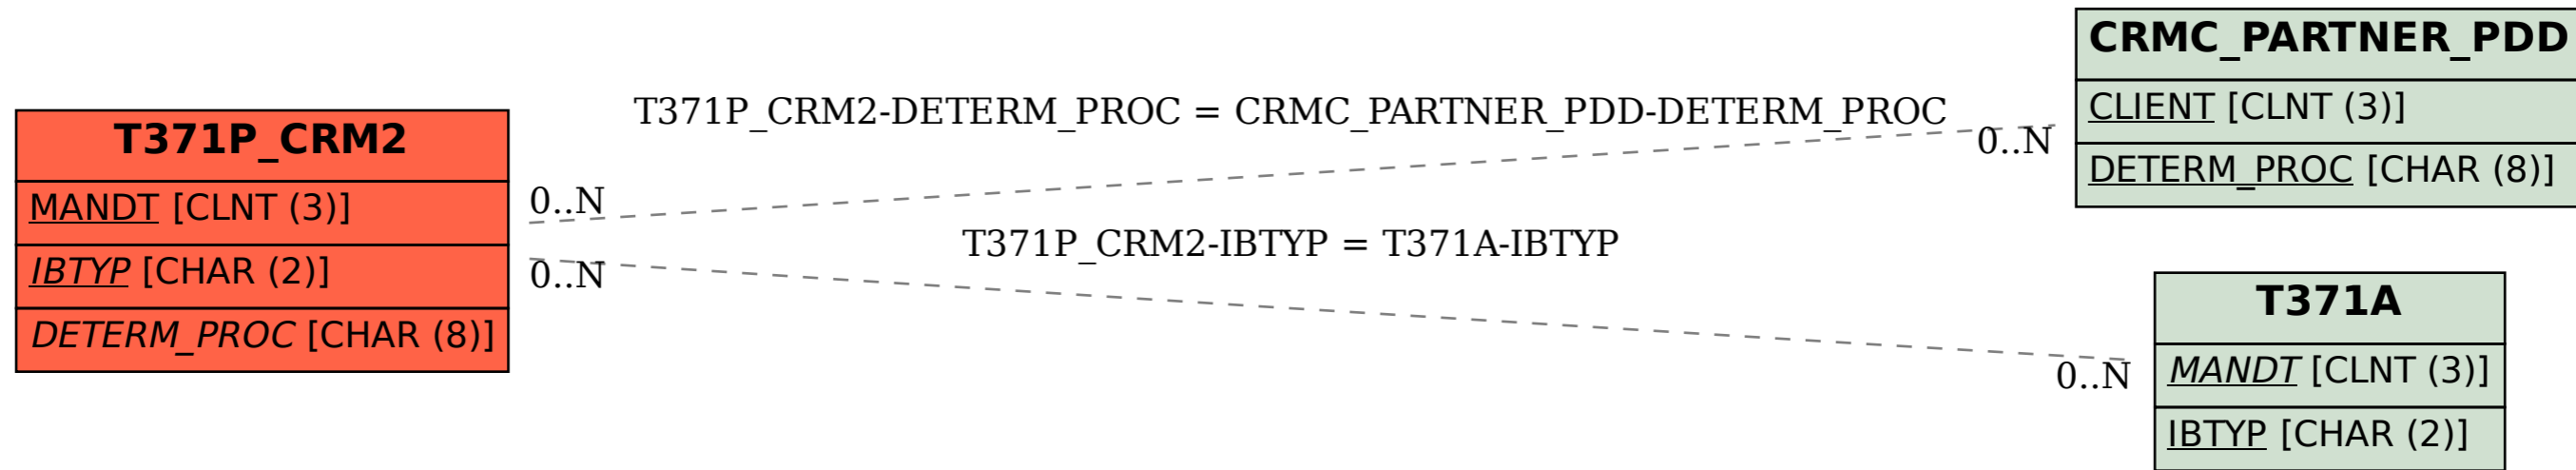 T371P_CRM2
MANDT [CLNT (3)]
IBTYP [CHAR (2)]
DETERM_PROC [CHAR (8)]
T371P_CRM2-DETERM_PROC = CRMC_PARTNER_PDD-DETERM_PROC
0..N
0..N
T371P_CRM2-IBTYP = T371A-IBTYP
0..N
0..N
CRMC_PARTNER_PDD
CLIENT [CLNT (3)]
DETERM_PROC [CHAR (8)]
T371A
MANDT [CLNT (3)]
IBTYP [CHAR (2)]